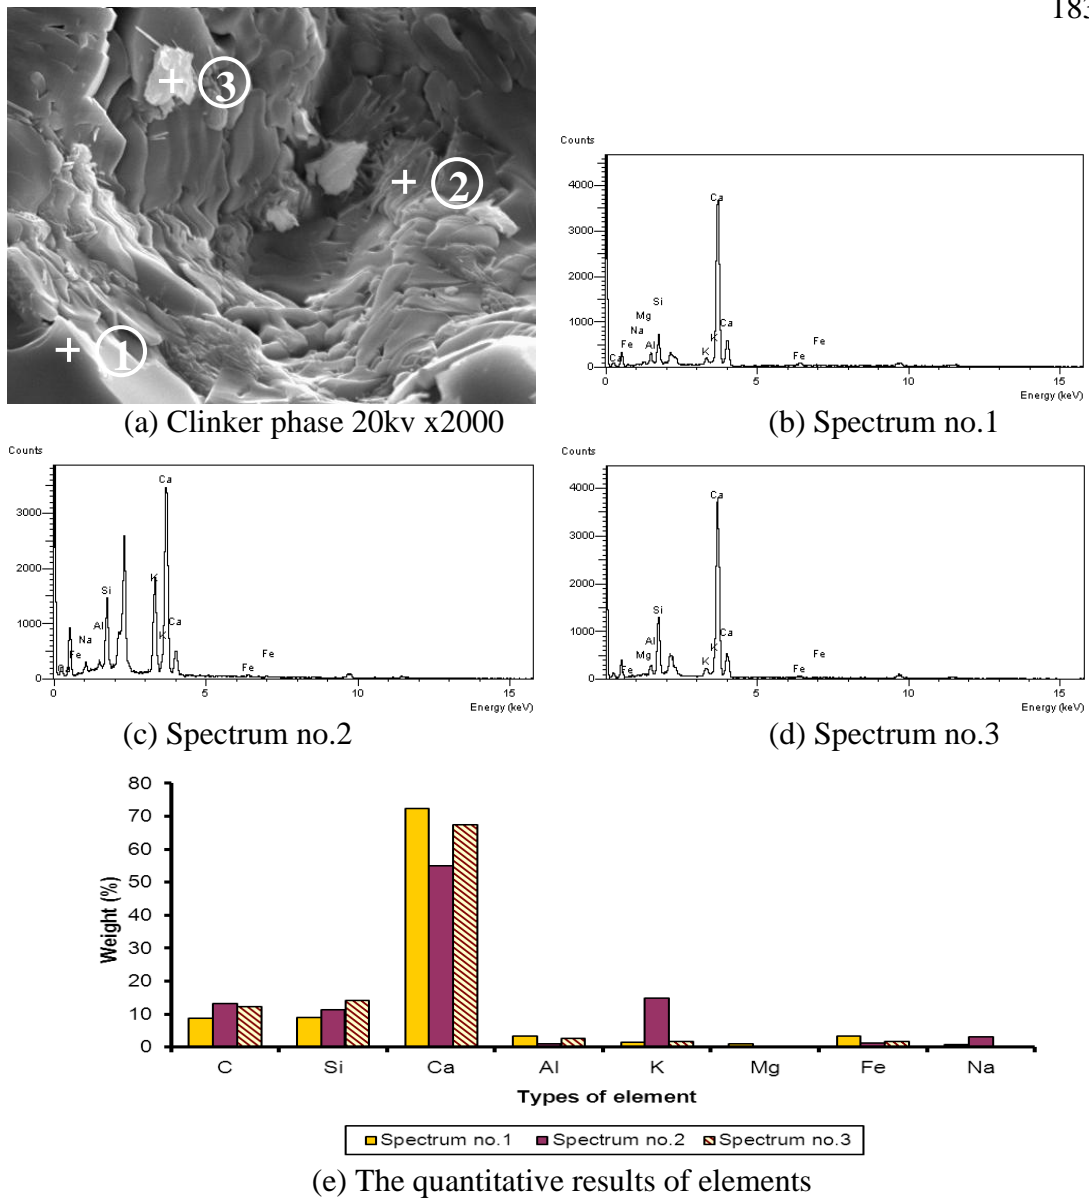 183
3
2
1
(a) Clinker phase 20kv x2000
Counts
4000
3000
2000
1000
0
Ca
Si
Mg
Na
Fe
Al
Ca
K
K
Ca
Fe
Fe
0
5
10
15
Energy (keV)
(b) Spectrum no.1
Counts
3000
2000
1000
0
Ca
K
Si
Al
Na
Fe
K
Ca
Fe
Fe
0
5
10
15
Energy (keV)
(c) Spectrum no.2
Counts
4000
3000
2000
1000
0
Ca
Si
Al
Mg
Fe
K
K
Ca
Fe
Fe
0
5
10
15
Energy (keV)
(d) Spectrum no.3
Weight (%)
80
70
60
50
40
30
20
10
0
C Si Ca Al K Mg Fe Na
Types of element
Spectrum no.1 Spectrum no.2 Spectrum no.3
(e) The quantitative results of elements